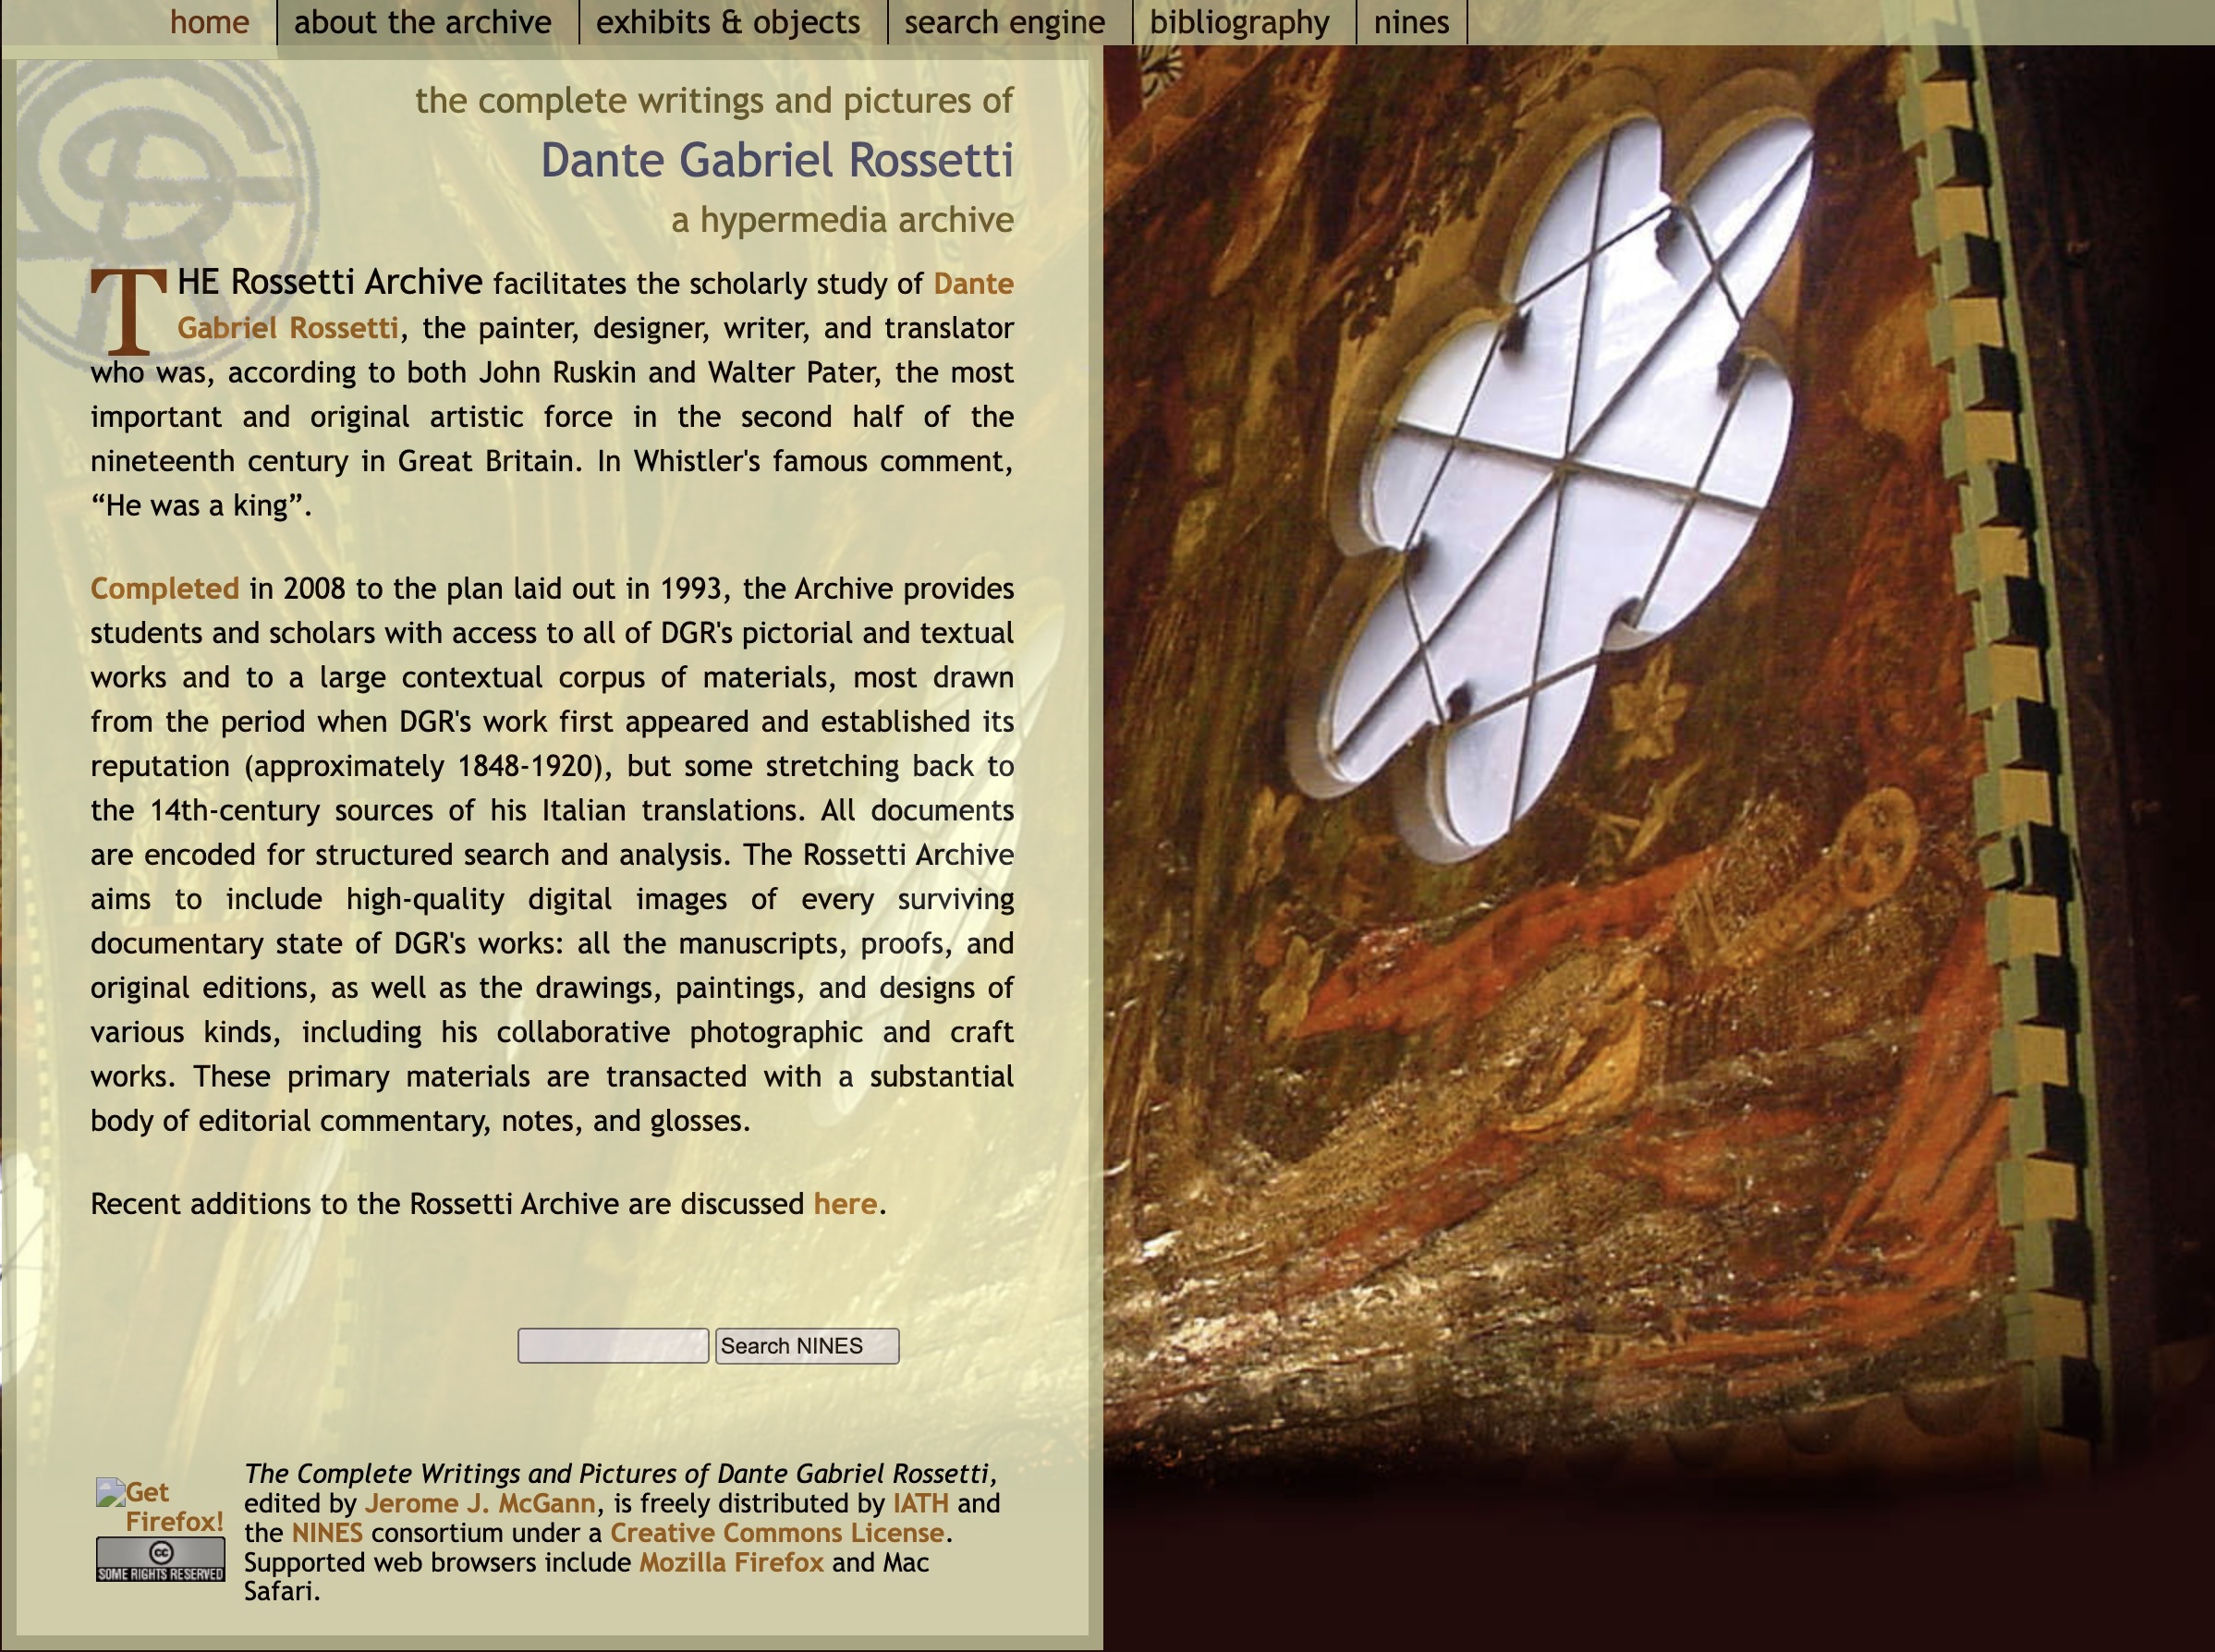 home
about the archive
exhibits & objects
search engine
bibliography
nines
the complete writings and pictures of
Dante Gabriel Rossetti
a hypermedia archive
THE Rossetti Archive facilitates the scholarly study of Dante
Gabriel Rossetti, the painter, designer, writer, and translator
who was, according to both John Ruskin and Walter Pater, the most
important and original artistic force in the second half of the
nineteenth century in Great Britain. In Whistler's famous comment,
“He was a king”.
Completed in 2008 to the plan laid out in 1993, the Archive provides
students and scholars with access to all of DGR's pictorial and textual
works and to a large contextual corpus of materials, most drawn
from the period when DGR's work first appeared and established its
reputation (approximately 1848-1920), but some stretching back to
the 14th-century sources of his Italian translations. All documents
are encoded for structured search and analysis. The Rossetti Archive
aims to include high-quality digital images of every surviving
documentary state of DGR's works: all the manuscripts, proofs, and
original editions, as well as the drawings, paintings, and designs of
various kinds, including his collaborative photographic and craft
works. These primary materials are transacted with a substantial
body of editorial commentary, notes, and glosses.
Recent additions to the Rossetti Archive are discussed here.
Search NINES
Get
Firefox!
cc
SOME RIGHTS RESERVED
The Complete Writings and Pictures of Dante Gabriel Rossetti,
edited by Jerome J. McGann, is freely distributed by IATH and
the NINES consortium under a Creative Commons License.
Supported web browsers include Mozilla Firefox and Mac
Safari.